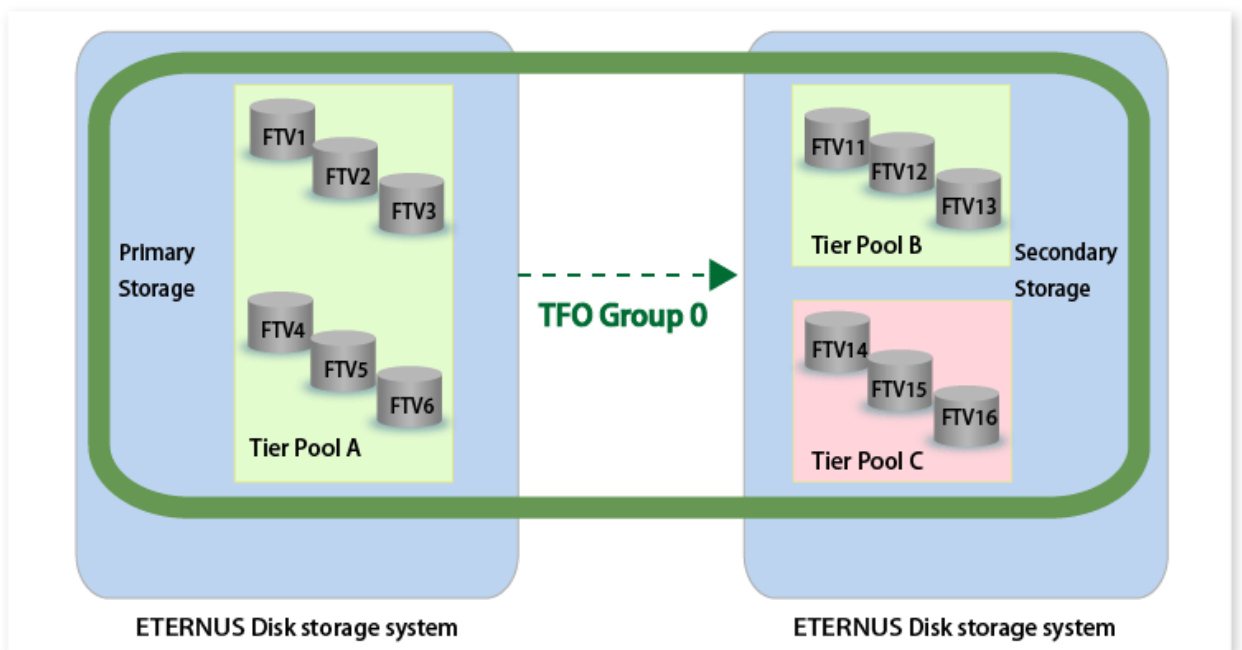 FTV1
FTV2
FTV3
Primary
Storage
FTV4
FTV5
FTV6
Tier Pool A
TFO Group 0
FTV11
FTV12
FTV13
Tier Pool B
Secondary
Storage
FTV14
FTV15
FTV16
Tier Pool C
ETERNUS Disk storage system
ETERNUS Disk storage system